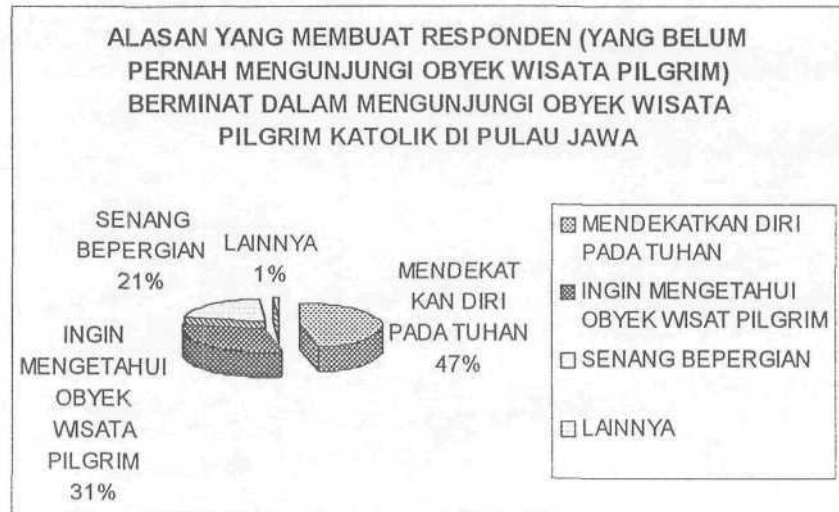 ALASAN YANG MEMBUAT RESPONDEN (YANG BELUM
PERNAH MENGUNJUNGI OBYEK WISATA PILGRIM)
BERMINAT DALAM MENGUNJUNGI OBYEK WISATA
PILGRIM KATOLIK DI PULAU JAWA
SENANG
BEPERGIAN
21%
LAINNYA
1%
MENDEKAT
KAN DIRI
PADA TUHAN
47%
INGIN
MENGETAHUI
OBYEK
WISATA
PILGRIM
31%
MENDEKATKAN DIRI
PADA TUHAN
INGIN MENGETAHUI
OBYEK WISAT PILGRIM
SENANG BEPERGIAN
LAINNYA